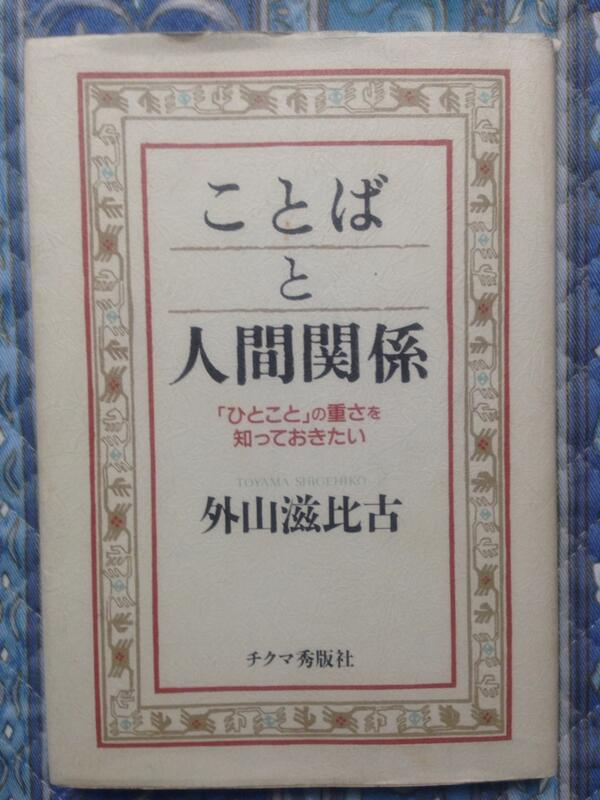 ことば
と
人間関係
「ひとこと」の重さを
知っておきたい
TOYAMA SHIGEHIKO
外山滋比古
チクマ秀版社